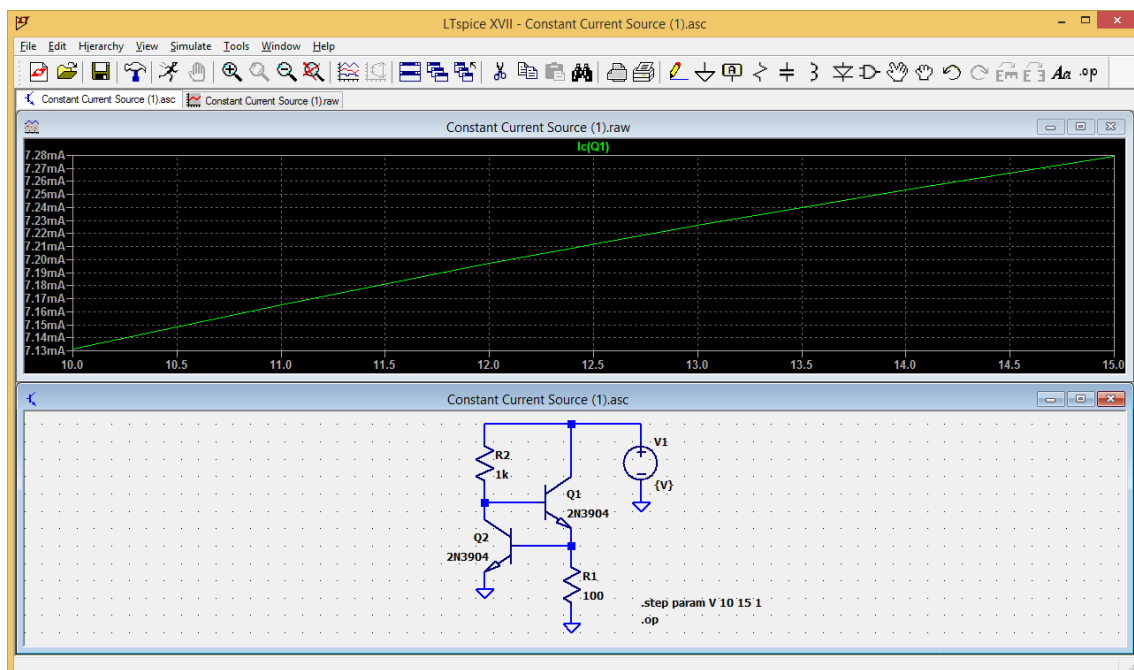 LTspice XVII - Constant Current Source (1).asc
File Edit Hierarchy View Simulate Tools Window Help
Aa .op
Constant Current Source (1).asc Constant Current Source (1).raw
Constant Current Source (1).raw
Ic(Q1)
7.28mA
7.27mA
7.26mA
7.25mA
7.24mA
7.23mA
7.22mA
7.21mA
7.20mA
7.19mA
7.18mA
7.17mA
7.16mA
7.15mA
7.14mA
7.13mA
10.0 10.5 11.0 11.5 12.0 12.5 13.0 13.5 14.0 14.5 15.0
Constant Current Source (1).asc
V1
R2
1k
{V}
Q1
2N3904
Q2
2N3904
R1
100
.step param V 10 15 1
.op